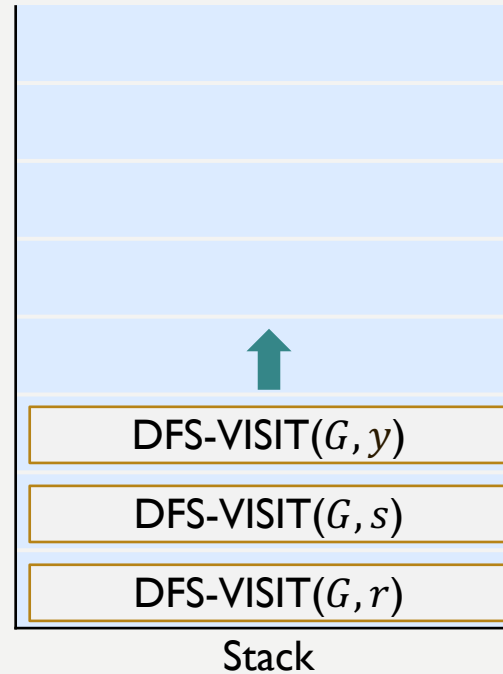 DFS-VISIT(𝐺, 𝑦)
DFS-VISIT(𝐺, 𝑠)
DFS-VISIT(𝐺, 𝑟)
Stack